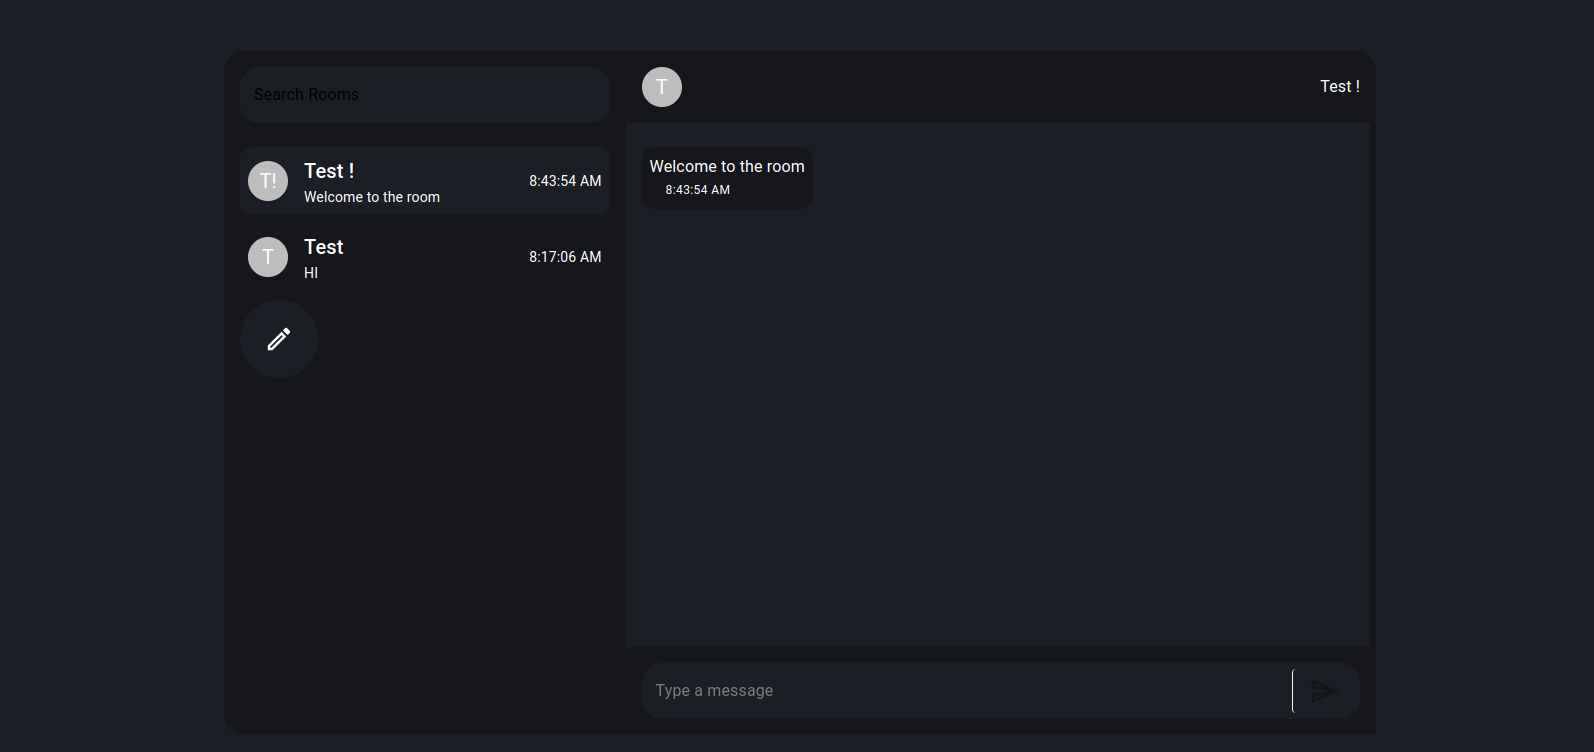 Search Rooms
T!
Test !
Welcome to the room
8:43:54 AM
T
Test
HI
8:17:06 AM
T
Test !
Welcome to the room
8:43:54 AM
Type a message